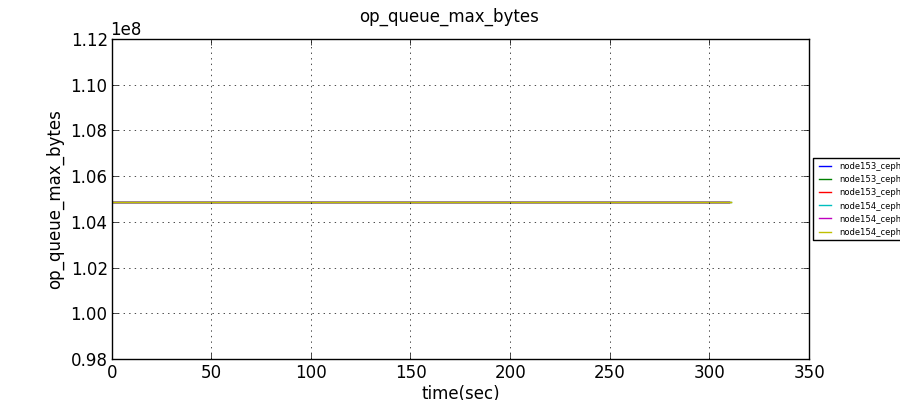 op_queue_max_bytes
1e8
1.12
1.10
1.08
1.06
1.04
1.02
1.00
0.98
op_queue_max_bytes
0 50 100 150 200 250 300 350
time(sec)
node153_ceph
node153_ceph
node153_ceph
node154_ceph
node154_ceph
node154_ceph